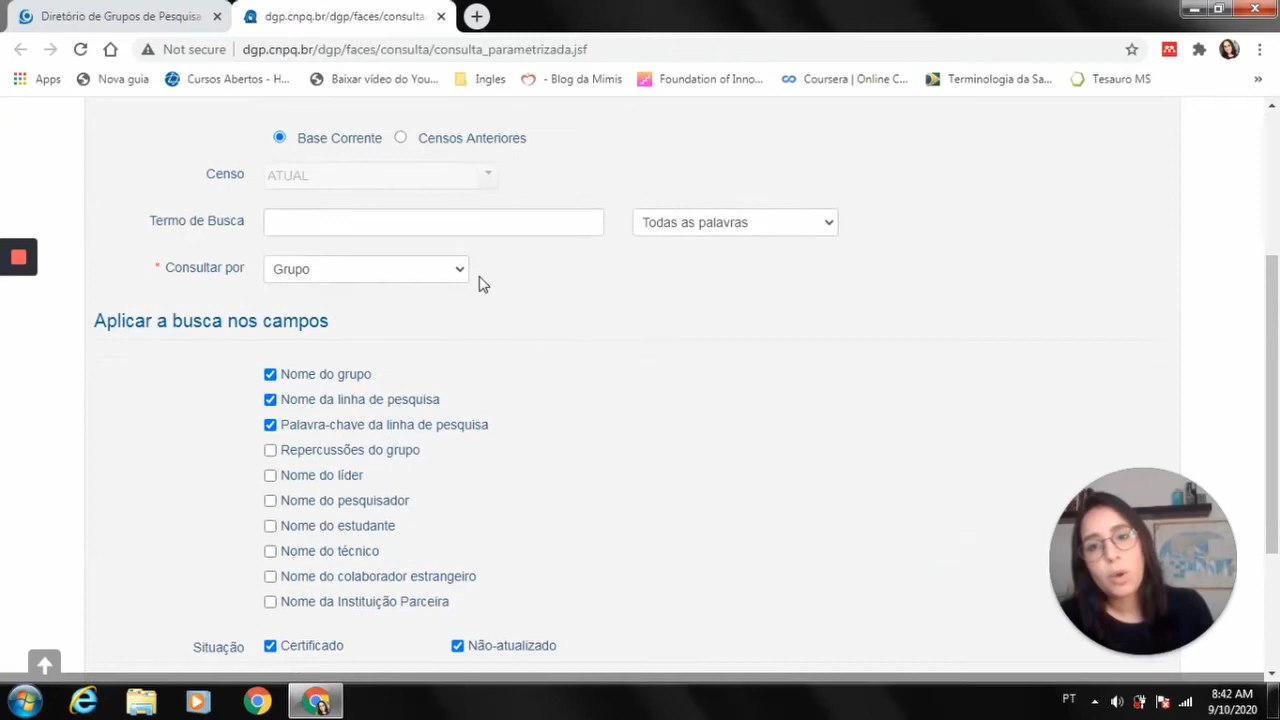 Diretório de Grupos de Pesquisa
dgp.cnpq.br/dgp/faces/consulta
Not secure
dgp.cnpq.br/dgp/faces/consulta/consulta_parametrizada.jsf
Apps
Nova guia
Cursos Abertos - H...
Baixar vídeo do You...
Ingles
- Blog da Mimis
Foundation of Inno...
Coursera | Online C...
Terminologia da Sa...
Tesauro MS
»
Base Corrente
Censos Anteriores
Censo
ATUAL
Termo de Busca
Todas as palavras
* Consultar por
Grupo
Aplicar a busca nos campos
Nome do grupo
Nome da linha de pesquisa
Palavra-chave da linha de pesquisa
Repercussões do grupo
Nome do líder
Nome do pesquisador
Nome do estudante
Nome do técnico
Nome do colaborador estrangeiro
Nome da Instituição Parceira
Situação
Certificado
Não-atualizado
PT
8:42 AM
9/10/2020